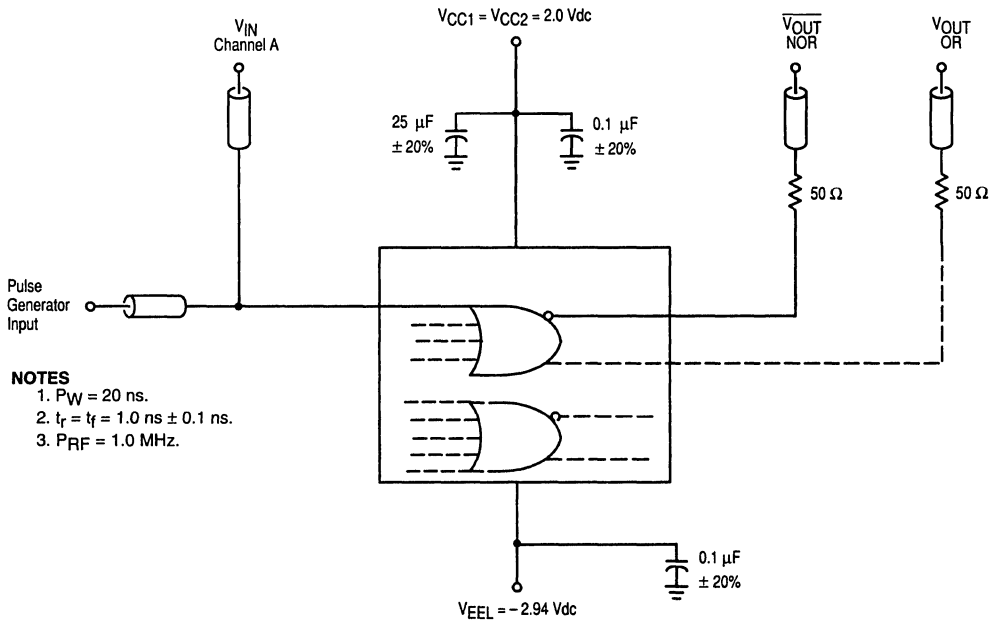 V_CC1 = V_CC2 = 2.0 Vdc
V_IN
Channel A
V_OUT
NOR
V_OUT
OR
25 μF
± 20%
0.1 μF
± 20%
50 Ω
50 Ω
Pulse
Generator
Input
NOTES
1. P_W = 20 ns.
2. t_r = t_f = 1.0 ns ± 0.1 ns.
3. P_RF = 1.0 MHz.
0.1 μF
± 20%
V_EEL = – 2.94 Vdc